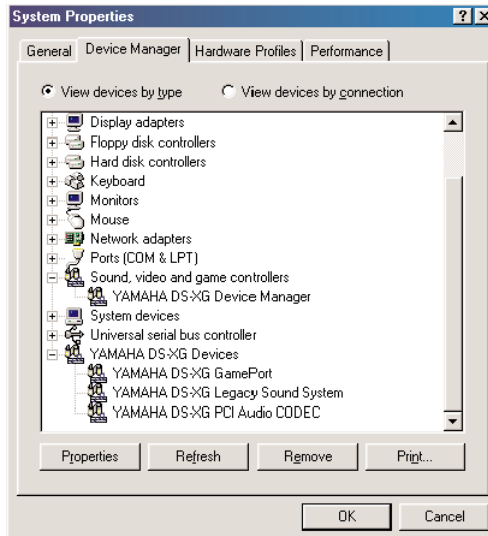 System Properties
General Device Manager Hardware Profiles Performance
View devices by type View devices by connection
Display adapters
Floppy disk controllers
Hard disk controllers
Keyboard
Monitors
Mouse
Network adapters
Ports (COM & LPT)
Sound, video and game controllers
YAMAHA DS-XG Device Manager
System devices
Universal serial bus controller
YAMAHA DS-XG Devices
YAMAHA DS-XG GamePort
YAMAHA DS-XG Legacy Sound System
YAMAHA DS-XG PCI Audio CODEC
Properties Refresh Remove Print...
OK Cancel